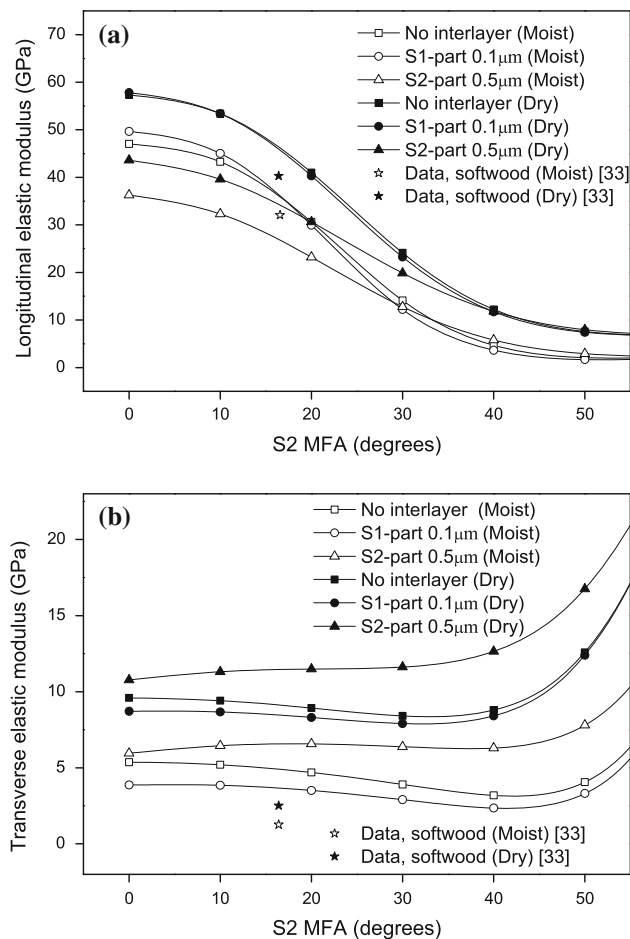 (a)
No interlayer (Moist)
S1-part 0.1μm (Moist)
S2-part 0.5μm (Moist)
No interlayer (Dry)
S1-part 0.1μm (Dry)
S2-part 0.5μm (Dry)
Data, softwood (Moist) [33]
Data, softwood (Dry) [33]
Longitudinal elastic modulus (GPa)
70
60
50
40
30
20
10
0
0 10 20 30 40 50
S2 MFA (degrees)
(b)
No interlayer (Moist)
S1-part 0.1μm (Moist)
S2-part 0.5μm (Moist)
No interlayer (Dry)
S1-part 0.1μm (Dry)
S2-part 0.5μm (Dry)
Transverse elastic modulus (GPa)
20
15
10
5
0
Data, softwood (Moist) [33]
Data, softwood (Dry) [33]
0 10 20 30 40 50
S2 MFA (degrees)